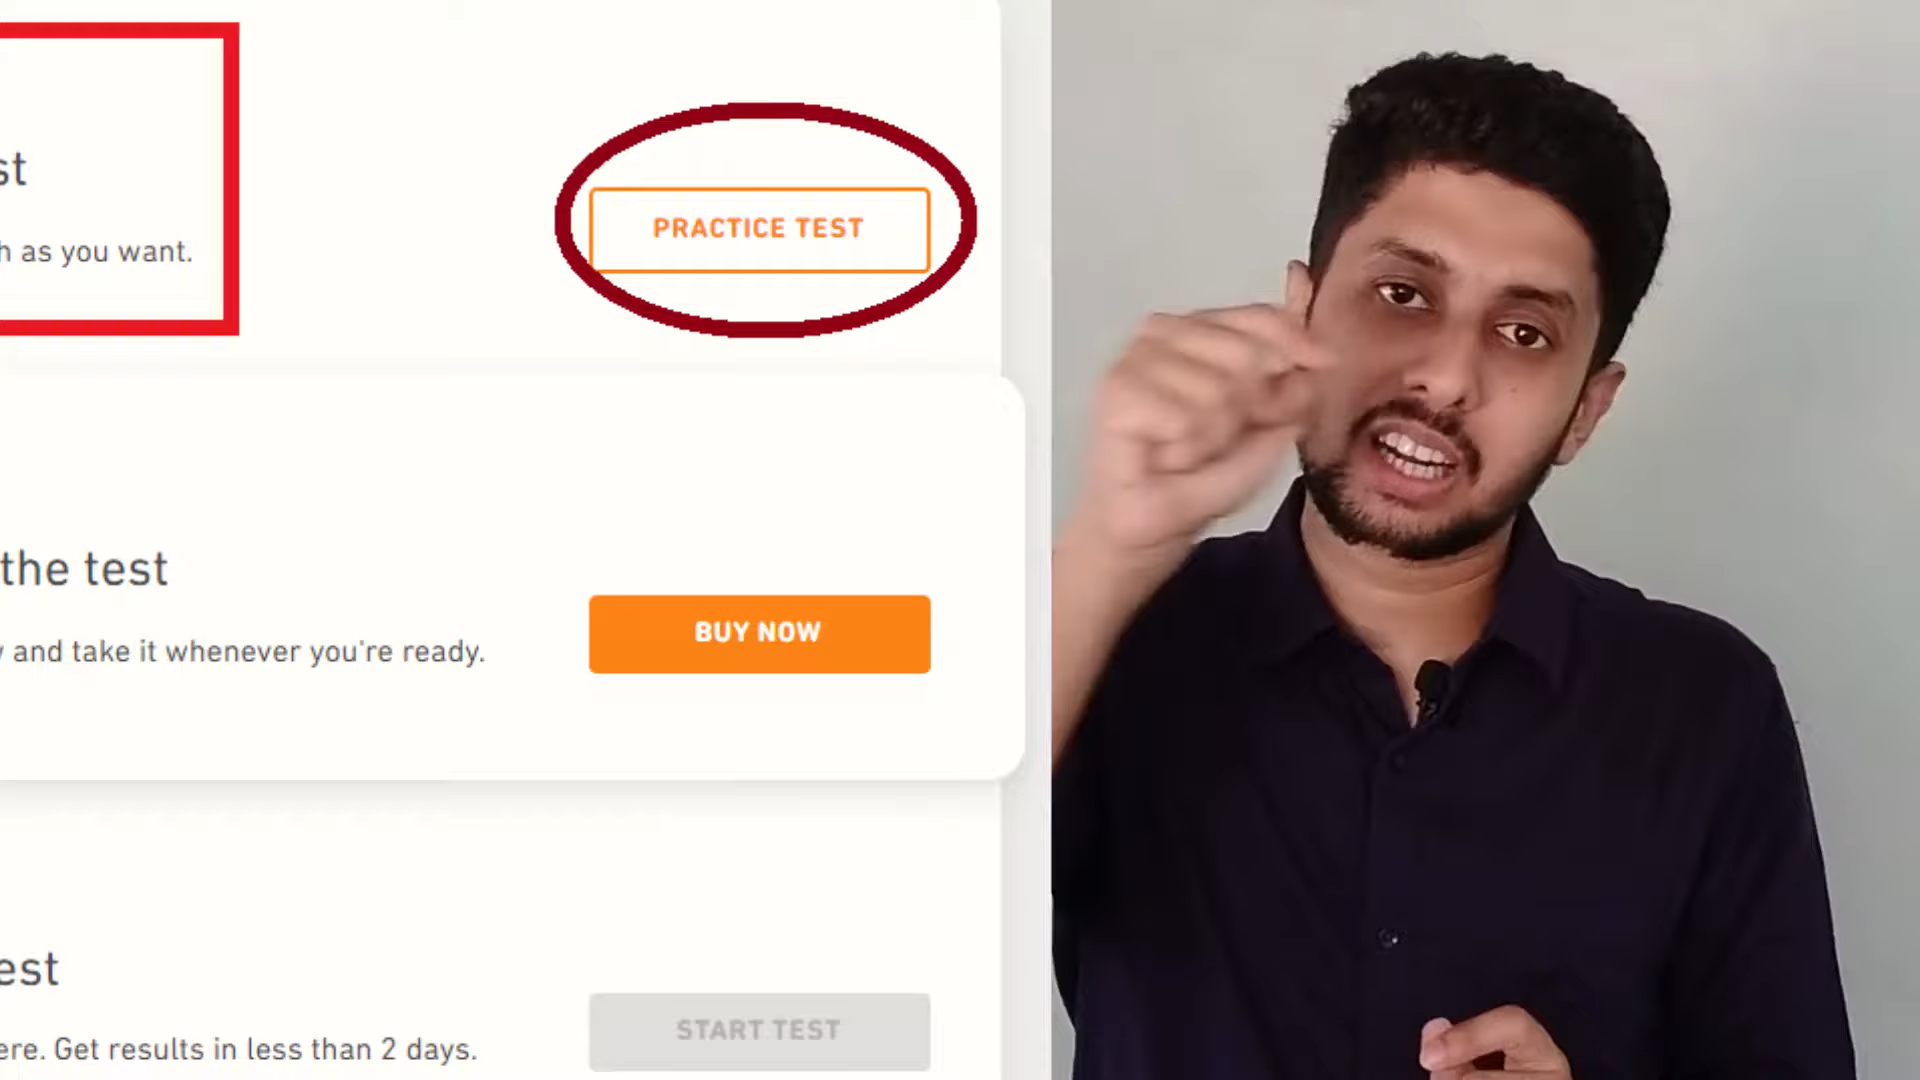 st
h as you want.
PRACTICE TEST
the test
and take it whenever you're ready.
BUY NOW
est
ere. Get results in less than 2 days.
START TEST